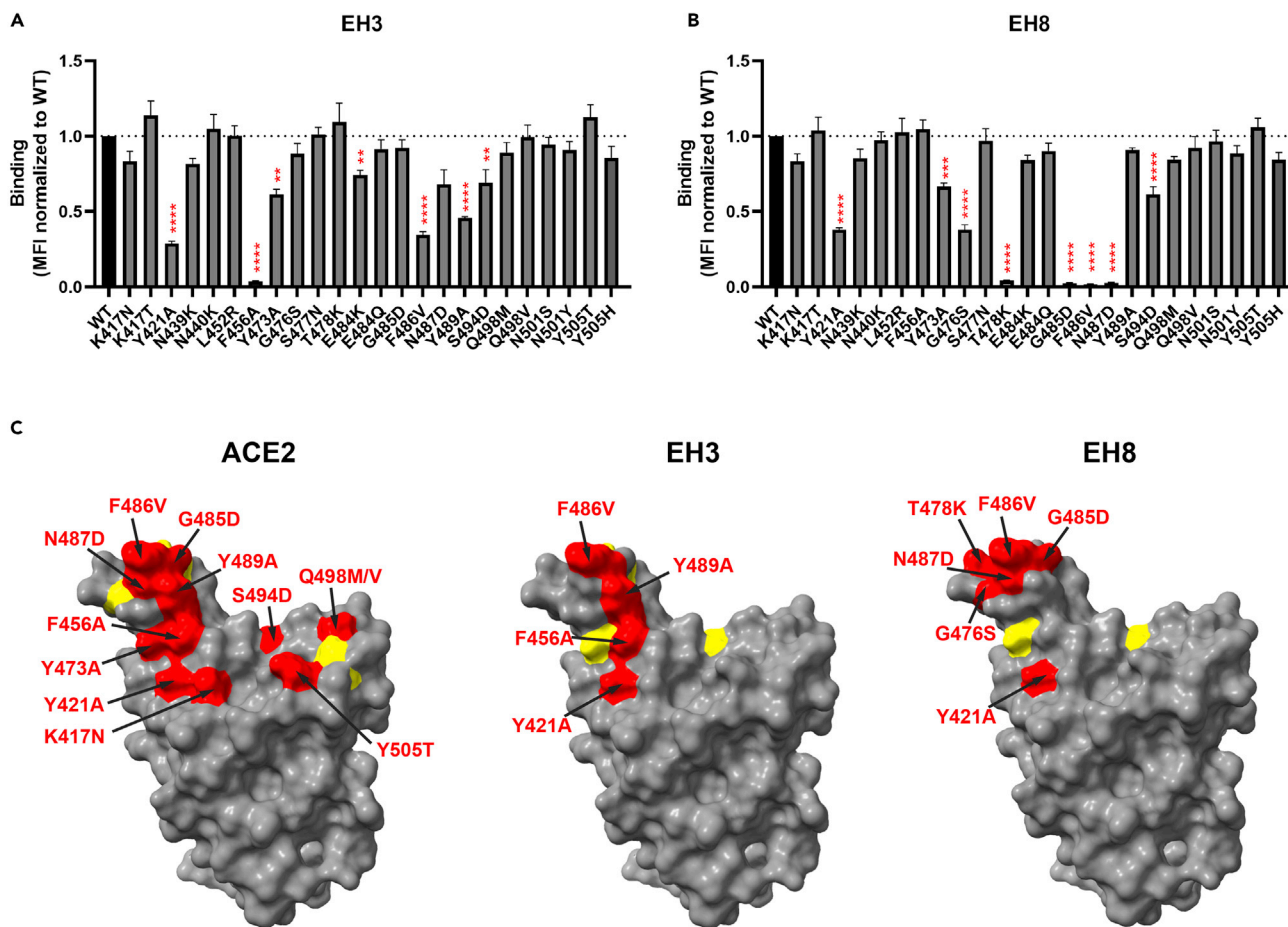 A
EH3
Binding
(MFI normalized to WT)
1.5
1.0
0.5
0.0
****
****
**
**
****
****
**
WT
K417N
K417T
Y421A
N439K
N440K
L452R
F456A
Y473A
G476S
S477N
T478K
E484K
E484Q
G485D
F486V
N487D
Y489A
S494D
Q498M
Q498V
N501S
N501Y
Y505T
Y505H
B
EH8
Binding
(MFI normalized to WT)
1.5
1.0
0.5
0.0
****
***
****
****
****
****
****
****
WT
K417N
K417T
Y421A
N439K
N440K
L452R
F456A
Y473A
G476S
S477N
T478K
E484K
E484Q
G485D
F486V
N487D
Y489A
S494D
Q498M
Q498V
N501S
N501Y
Y505T
Y505H
C
ACE2
F486V
G485D
N487D
Y489A
Q498M/V
S494D
F456A
Y473A
Y421A
K417N
Y505T
EH3
F486V
Y489A
F456A
Y421A
EH8
T478K
F486V
G485D
N487D
G476S
Y421A